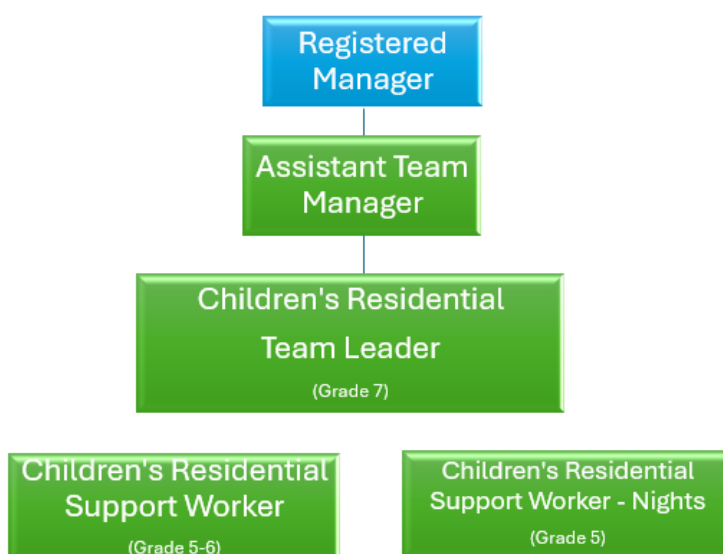 Registered
Manager
Assistant Team
Manager
Children's Residential
Team Leader
(Grade 7)
Children's Residential
Support Worker
(Grade 5-6)
Children's Residential
Support Worker - Nights
(Grade 5)